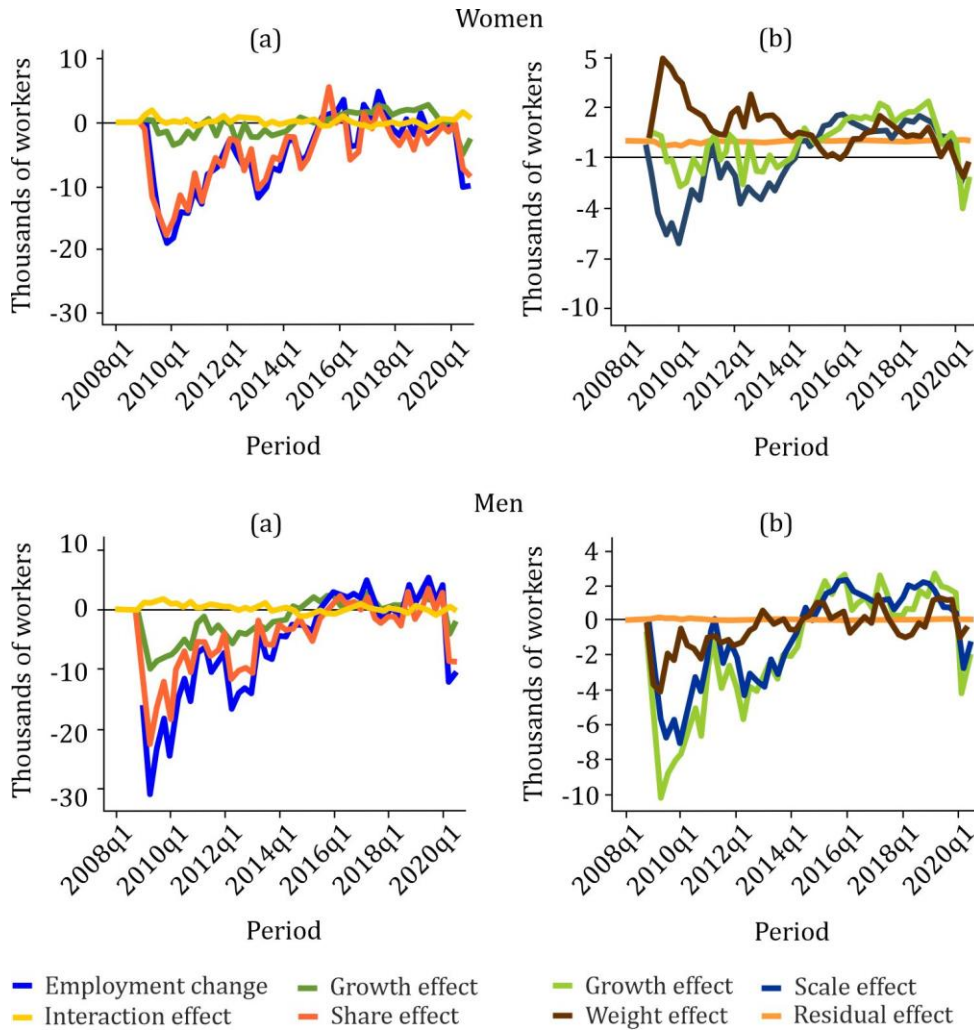 Women
(a)
(b)
Thousands of workers
10
0
-10
-20
-30
2008q1
2010q1
2012q1
2014q1
2016q1
2018q1
2020q1
Period
Thousands of workers
5
2
-1
-4
-7
-10
2008q1
2010q1
2012q1
2014q1
2016q1
2018q1
2020q1
Period
Men
(a)
(b)
Thousands of workers
10
0
-10
-20
-30
2008q1
2010q1
2012q1
2014q1
2016q1
2018q1
2020q1
Period
Thousands of workers
4
2
0
-2
-4
-6
-8
-10
2008q1
2010q1
2012q1
2014q1
2016q1
2018q1
2020q1
Period
Employment change Growth effect Growth effect Scale effect
Interaction effect Share effect Weight effect Residual effect